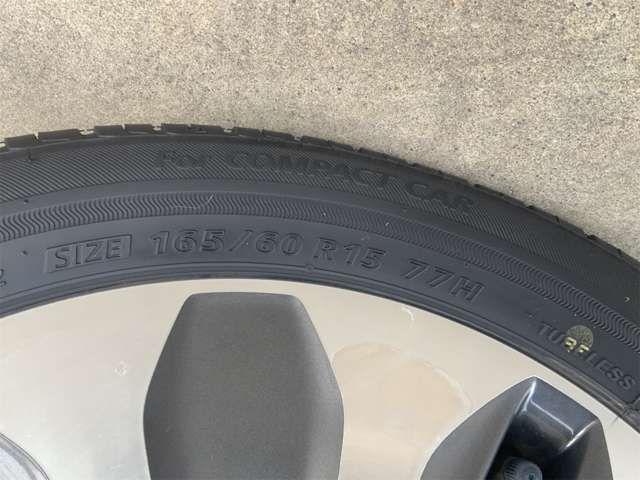 For COMPACT CAR
SIZE 165/60 R15 77H
TUBELESS